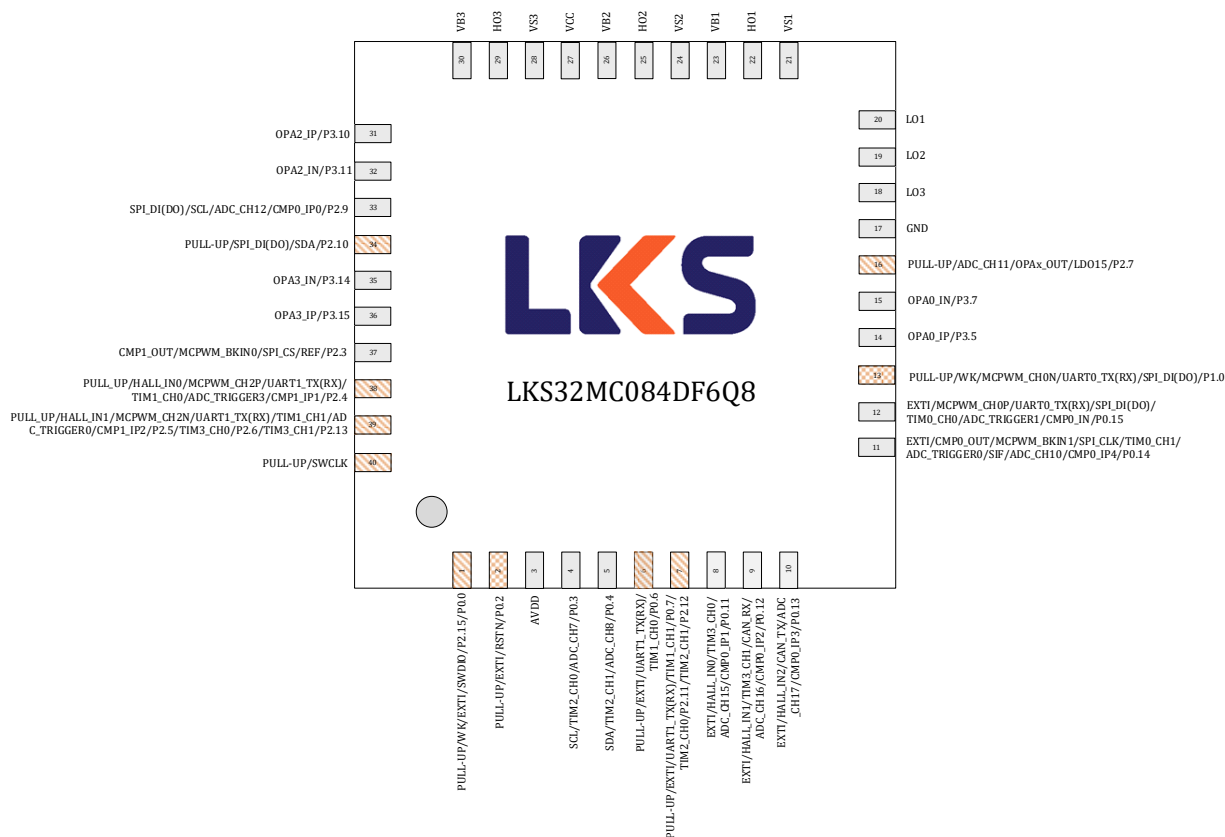 VB3
HO3
VS3
VCC
VB2
HO2
VS2
VB1
HO1
VS1
30
29
28
27
26
25
24
23
22
21
OPA2_IP/P3.10
31
OPA2_IN/P3.11
32
SPI_DI(DO)/SCL/ADC_CH12/CMP0_IP0/P2.9
33
PULL-UP/SPI_DI(DO)/SDA/P2.10
34
OPA3_IN/P3.14
35
OPA3_IP/P3.15
36
CMP1_OUT/MCPWM_BKIN0/SPI_CS/REF/P2.3
37
PULL_UP/HALL_IN0/MCPWM_CH2P/UART1_TX(RX)/
TIM1_CH0/ADC_TRIGGER3/CMP1_IP1/P2.4
38
PULL_UP/HALL_IN1/MCPWM_CH2N/UART1_TX(RX)/TIM1_CH1/AD
C_TRIGGER0/CMP1_IP2/P2.5/TIM3_CH0/P2.6/TIM3_CH1/P2.13
39
PULL-UP/SWCLK
40
LKS
LKS32MC084DF6Q8
20
LO1
19
LO2
18
LO3
17
GND
16
PULL-UP/ADC_CH11/OPAx_OUT/LDO15/P2.7
15
OPA0_IN/P3.7
14
OPA0_IP/P3.5
13
PULL-UP/WK/MCPWM_CH0N/UART0_TX(RX)/SPI_DI(DO)/P1.0
12
EXTI/MCPWM_CH0P/UART0_TX(RX)/SPI_DI(DO)/
TIM0_CH0/ADC_TRIGGER1/CMP0_IN/P0.15
11
EXTI/CMP0_OUT/MCPWM_BKIN1/SPI_CLK/TIM0_CH1/
ADC_TRIGGER0/SIF/ADC_CH10/CMP0_IP4/P0.14
1
2
3
4
5
6
7
8
9
10
PULL-UP/WK/EXTI/SWDIO/P2.15/P0.0
PULL-UP/EXTI/RSTN/P0.2
AVDD
SCL/TIM2_CH0/ADC_CH7/P0.3
SDA/TIM2_CH1/ADC_CH8/P0.4
PULL-UP/EXTI/UART1_TX(RX)/
TIM1_CH0/P0.6
PULL-UP/EXTI/UART1_TX(RX)/TIM1_CH1/P0.7/
TIM2_CH0/P2.11/TIM2_CH1/P2.12
EXTI/HALL_IN0/TIM3_CH0/
ADC_CH15/CMP0_IP1/P0.11
EXTI/HALL_IN1/TIM3_CH1/CAN_RX/
ADC_CH16/CMP0_IP2/P0.12
EXTI/HALL_IN2/CAN_TX/ADC
_CH17/CMP0_IP3/P0.13